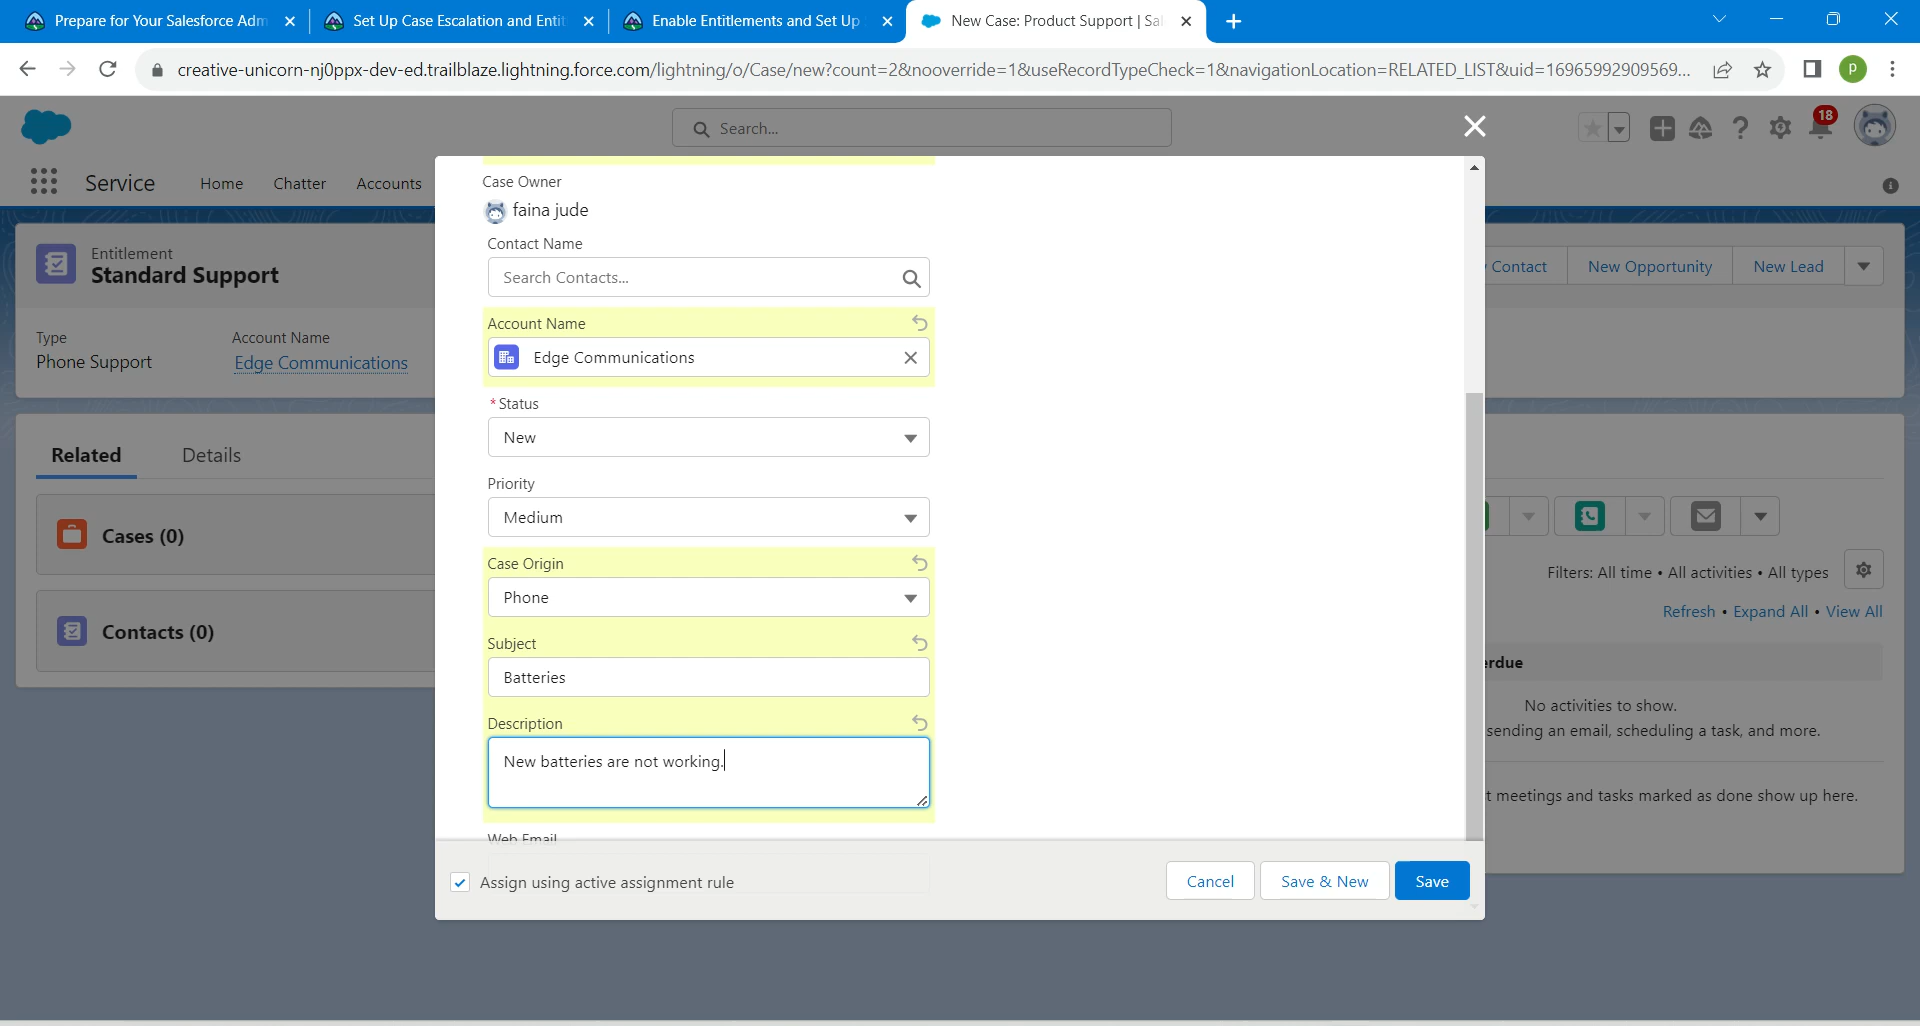 Prepare for Your Salesforce Adm
Set Up Case Escalation and Entit
Enable Entitlements and Set Up
New Case: Product Support | Sal
creative-unicorn-nj0ppx-dev-ed.trailblaze.lightning.force.com/lightning/o/Case/new?count=2&nooverride=1&useRecordTypeCheck=1&navigationLocation=RELATED_LIST&uid=16965992909569...
P
Search...
18
Service
Home
Chatter
Accounts
Entitlement
Standard Support
Contact
New Opportunity
New Lead
Type
Phone Support
Account Name
Edge Communications
Related
Details
Cases (0)
Contacts (0)
Case Owner
faina jude
Contact Name
Search Contacts...
Account Name
Edge Communications
*Status
New
Priority
Medium
Case Origin
Phone
Subject
Batteries
Description
New batteries are not working.
Web Email
Assign using active assignment rule
Cancel
Save & New
Save
Filters: All time • All activities • All types
Refresh • Expand All • View All
erdue
No activities to show.
sending an email, scheduling a task, and more.
t meetings and tasks marked as done show up here.